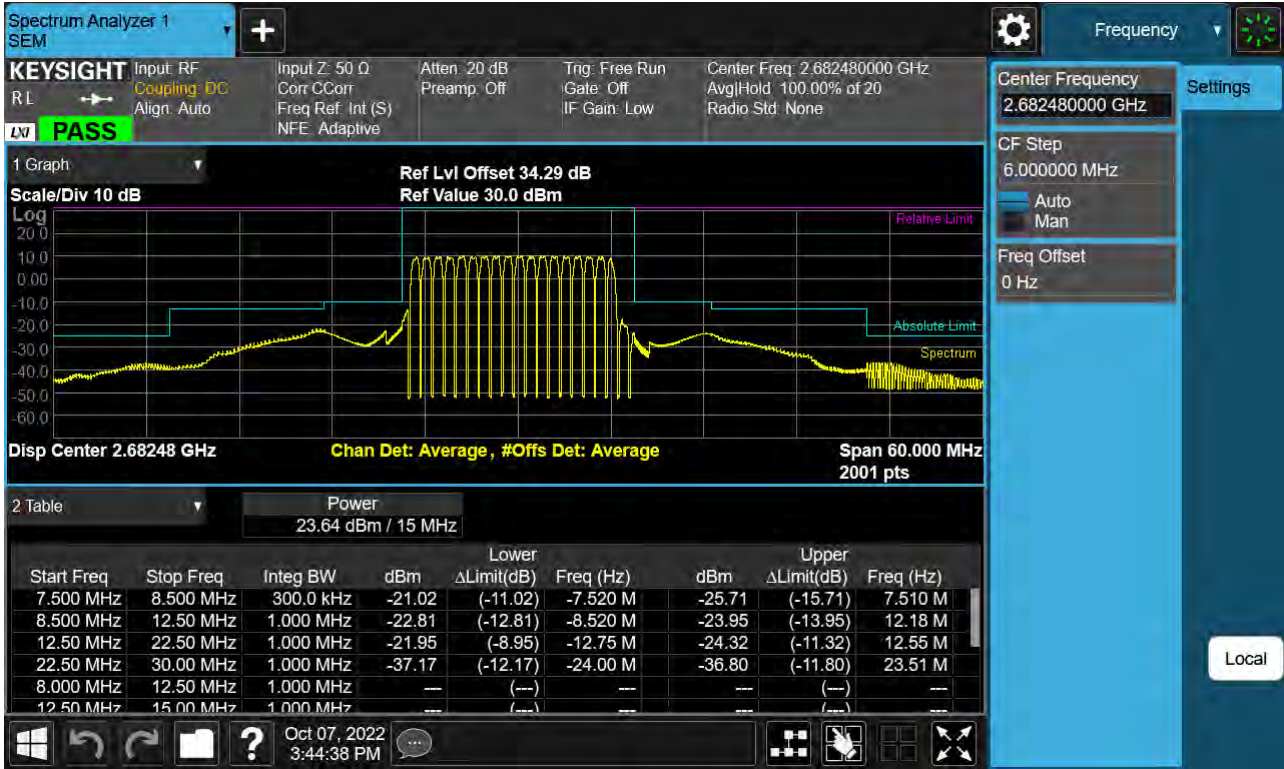 Spectrum Analyzer 1
SEM
Frequency
KEYSIGHT
R L
LXI
PASS
Input: RF
Coupling: DC
Align: Auto
Input Z: 50 Ω
Corr CCorr
Freq Ref: Int (S)
NFE: Adaptive
Atten: 20 dB
Preamp: Off
Trig: Free Run
Gate: Off
IF Gain: Low
Center Freq: 2.682480000 GHz
Avg|Hold: 100.00% of 20
Radio Std: None
Center Frequency
2.682480000 GHz
Settings
CF Step
6.000000 MHz
Auto
Man
Freq Offset
0 Hz
Local
1 Graph
Ref Lvl Offset 34.29 dB
Scale/Div 10 dB
Ref Value 30.0 dBm
Log
20.0
10.0
0.00
-10.0
-20.0
-30.0
-40.0
-50.0
-60.0
Relative Limit
Absolute Limit
Spectrum
Disp Center 2.68248 GHz
Chan Det: Average , #Offs Det: Average
Span 60.000 MHz
2001 pts
2 Table
Power
23.64 dBm / 15 MHz
Lower Upper
Start Freq Stop Freq Integ BW dBm ΔLimit(dB) Freq (Hz) dBm ΔLimit(dB) Freq (Hz)
7.500 MHz 8.500 MHz 300.0 kHz -21.02 (-11.02) -7.520 M -25.71 (-15.71) 7.510 M
8.500 MHz 12.50 MHz 1.000 MHz -22.81 (-12.81) -8.520 M -23.95 (-13.95) 12.18 M
12.50 MHz 22.50 MHz 1.000 MHz -21.95 (-8.95) -12.75 M -24.32 (-11.32) 12.55 M
22.50 MHz 30.00 MHz 1.000 MHz -37.17 (-12.17) -24.00 M -36.80 (-11.80) 23.51 M
8.000 MHz 12.50 MHz 1.000 MHz --- (---) --- --- (---) ---
12.50 MHz 15.00 MHz 1.000 MHz --- (---) --- --- (---) ---
Oct 07, 2022
3:44:38 PM